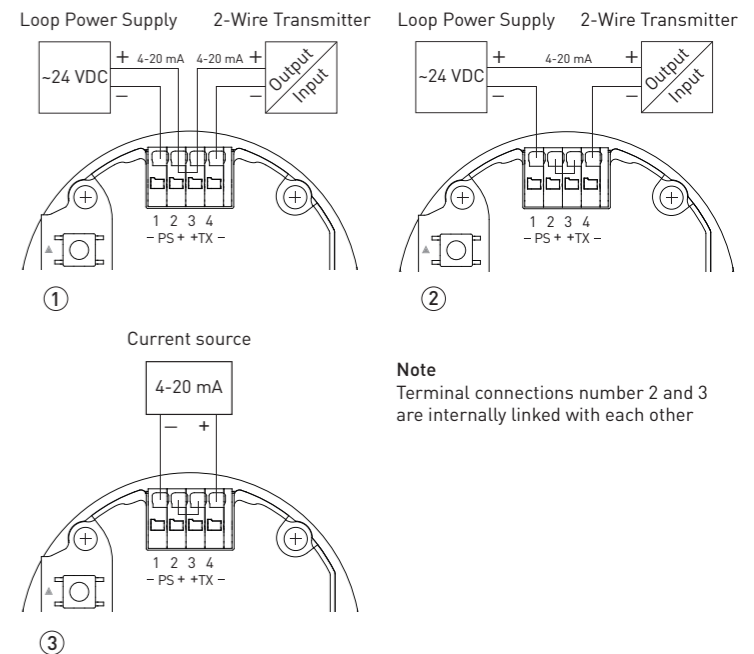 Loop Power Supply 2-Wire Transmitter
~24 VDC + 4-20 mA 4-20 mA + Output
– – Input
1 2 3 4
– PS + +TX –
①
Loop Power Supply 2-Wire Transmitter
~24 VDC + 4-20 mA + Output
– – Input
1 2 3 4
– PS + +TX –
②
Current source
4-20 mA
– +
1 2 3 4
– PS + +TX –
③
Note
Terminal connections number 2 and 3
are internally linked with each other